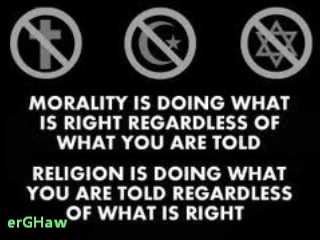 MORALITY IS DOING WHAT
IS RIGHT REGARDLESS OF
WHAT YOU ARE TOLD
RELIGION IS DOING WHAT
YOU ARE TOLD REGARDLESS
OF WHAT IS RIGHT
erGHaw